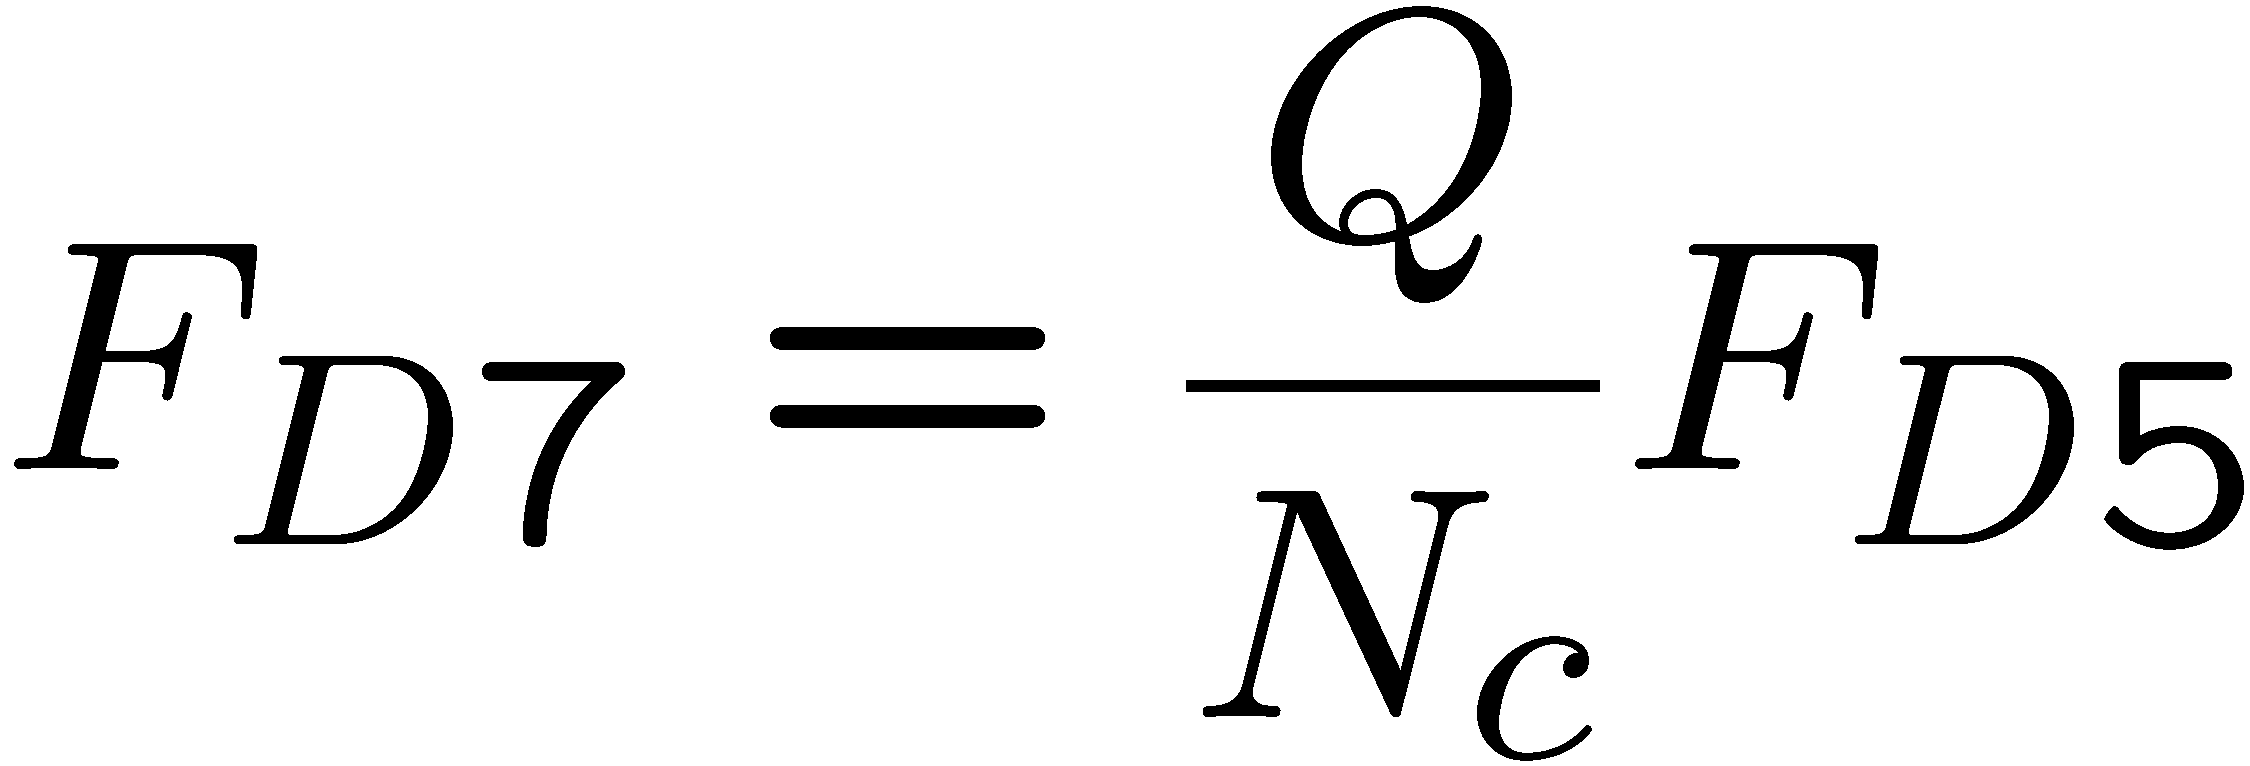 F_{D7} = \frac{Q}{N_c} F_{D5}